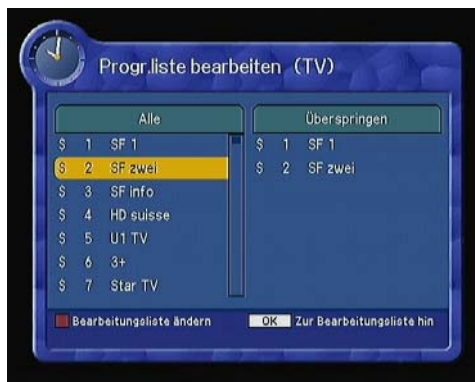 Progr.liste bearbeiten (TV)
Alle
$ 1 SF 1
$ 2 SF zwei
$ 3 SF info
$ 4 HD suisse
$ 5 U1 TV
$ 6 3+
$ 7 Star TV
Überspringen
$ 1 SF 1
$ 2 SF zwei
Bearbeitungsliste ändern
OK Zur Bearbeitungsliste hin